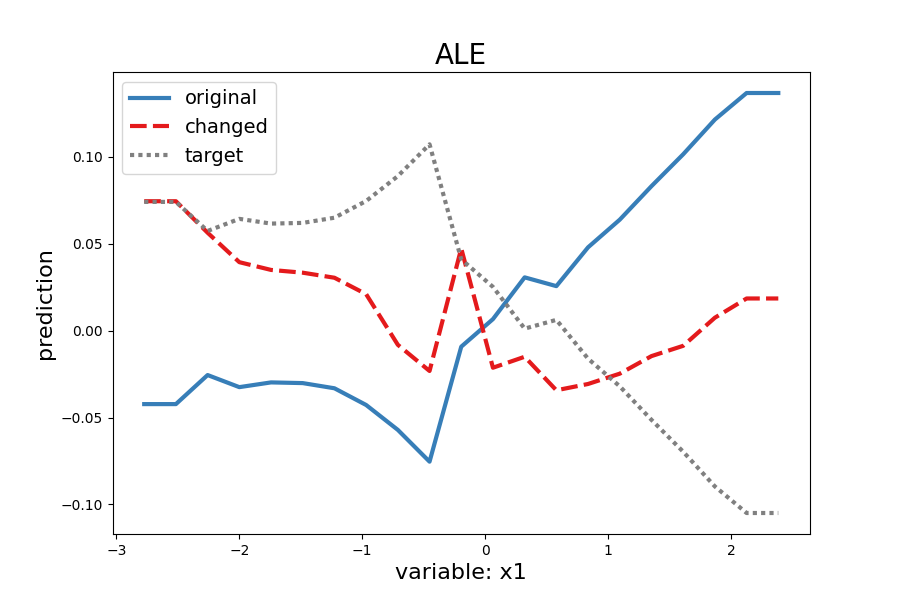 ALE
original
changed
target
prediction
0.10
0.05
0.00
−0.05
−0.10
−3
−2
−1
0
1
2
variable: x1